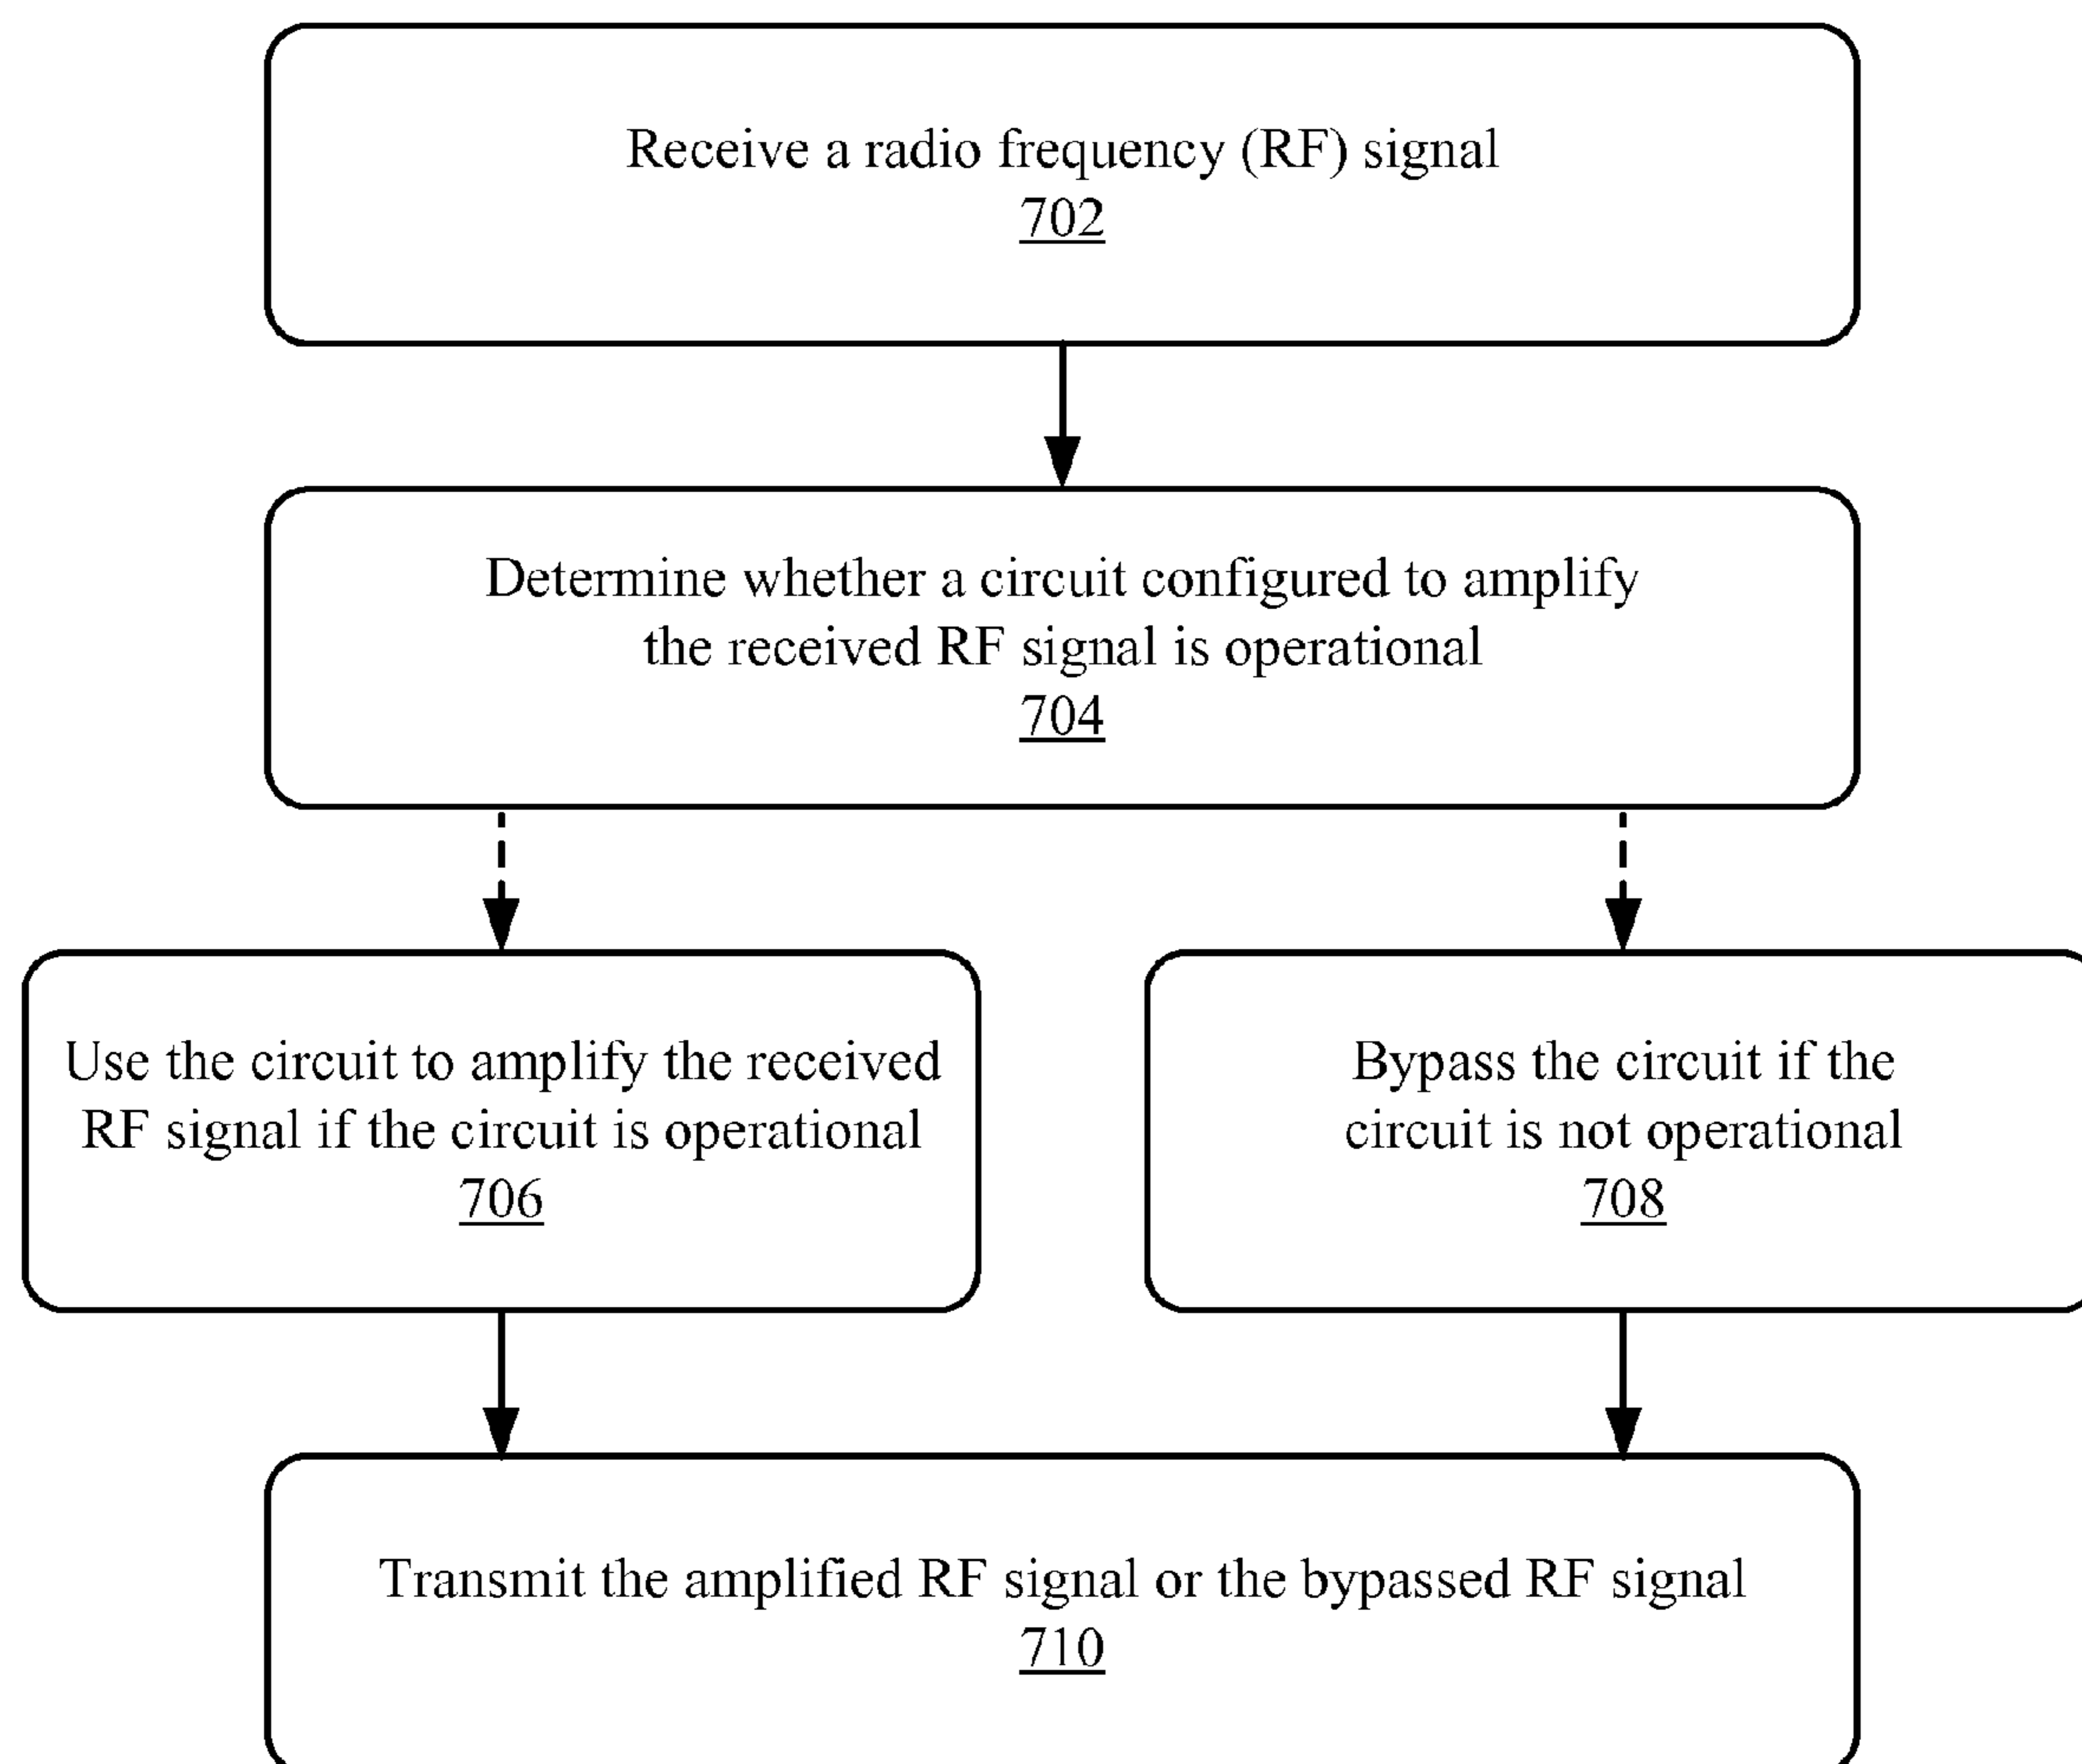 Receive a radio frequency (RF) signal
702
Determine whether a circuit configured to amplify
the received RF signal is operational
704
Use the circuit to amplify the received
RF signal if the circuit is operational
706
Bypass the circuit if the
circuit is not operational
708
Transmit the amplified RF signal or the bypassed RF signal
710